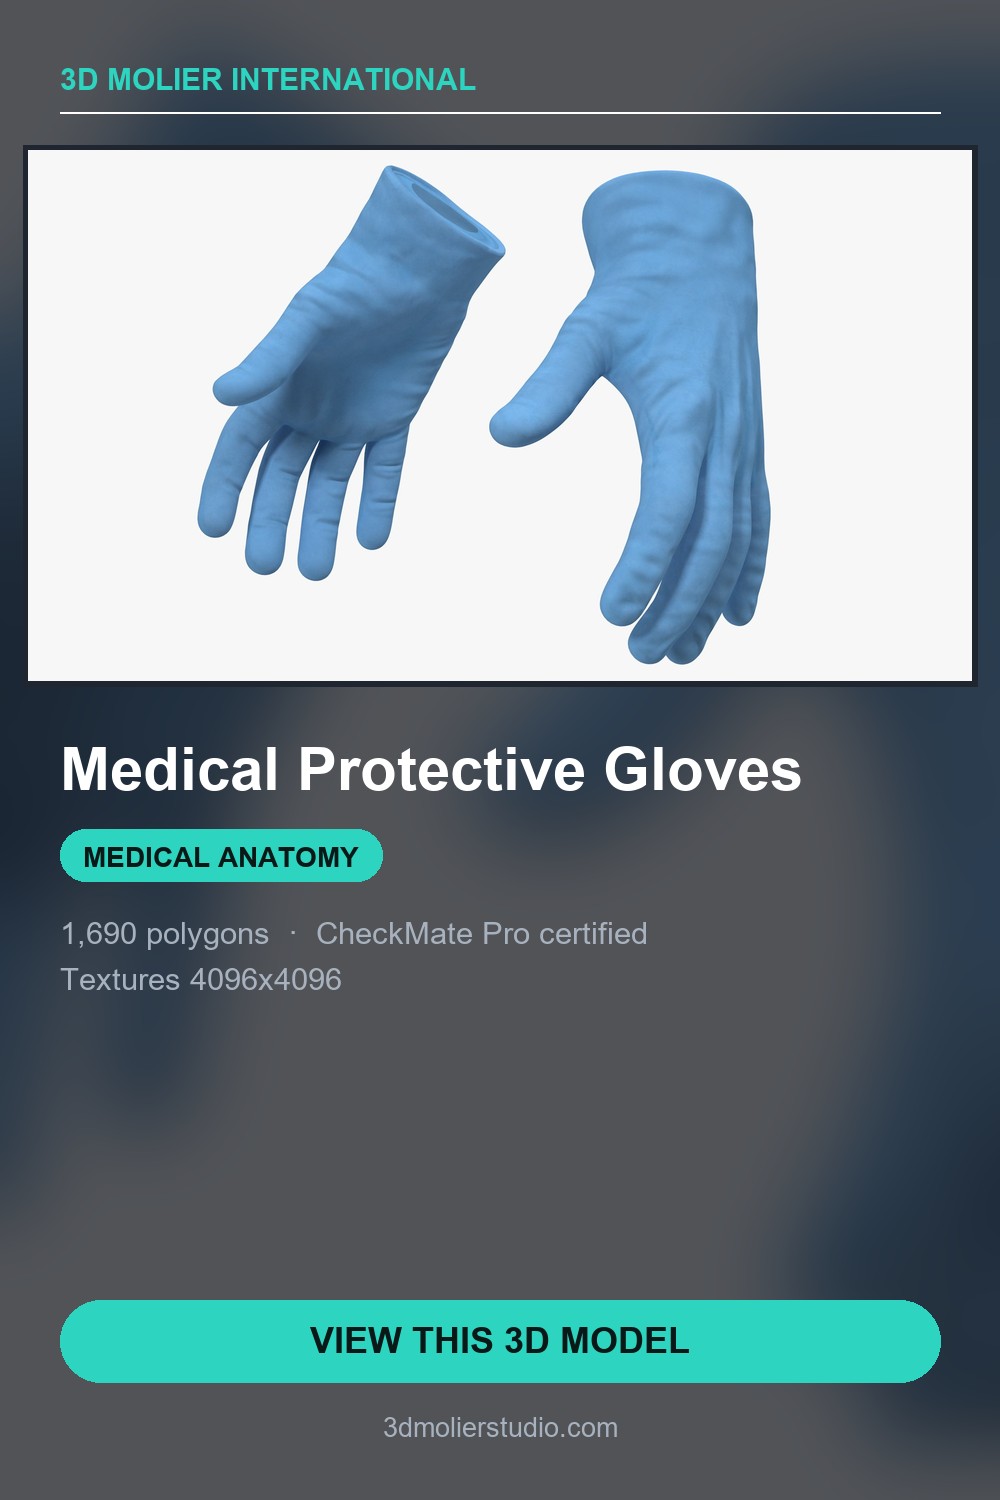 3D MOLIER INTERNATIONAL
Medical Protective Gloves
MEDICAL ANATOMY
1,690 polygons · CheckMate Pro certified
Textures 4096x4096
VIEW THIS 3D MODEL
3dmolierstudio.com